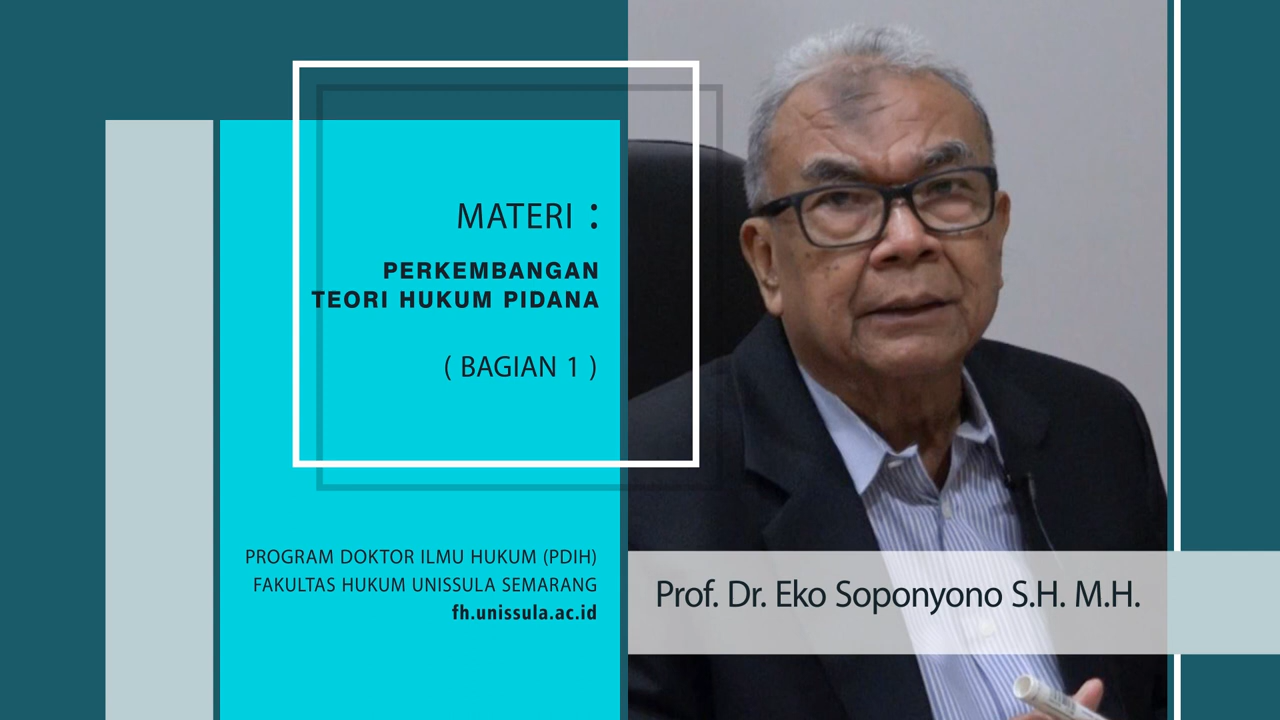 MATERI :
PERKEMBANGAN
TEORI HUKUM PIDANA
( BAGIAN 1 )
PROGRAM DOKTOR ILMU HUKUM (PDIH)
FAKULTAS HUKUM UNISSULA SEMARANG
fh.unissula.ac.id
Prof. Dr. Eko Soponyono S.H. M.H.